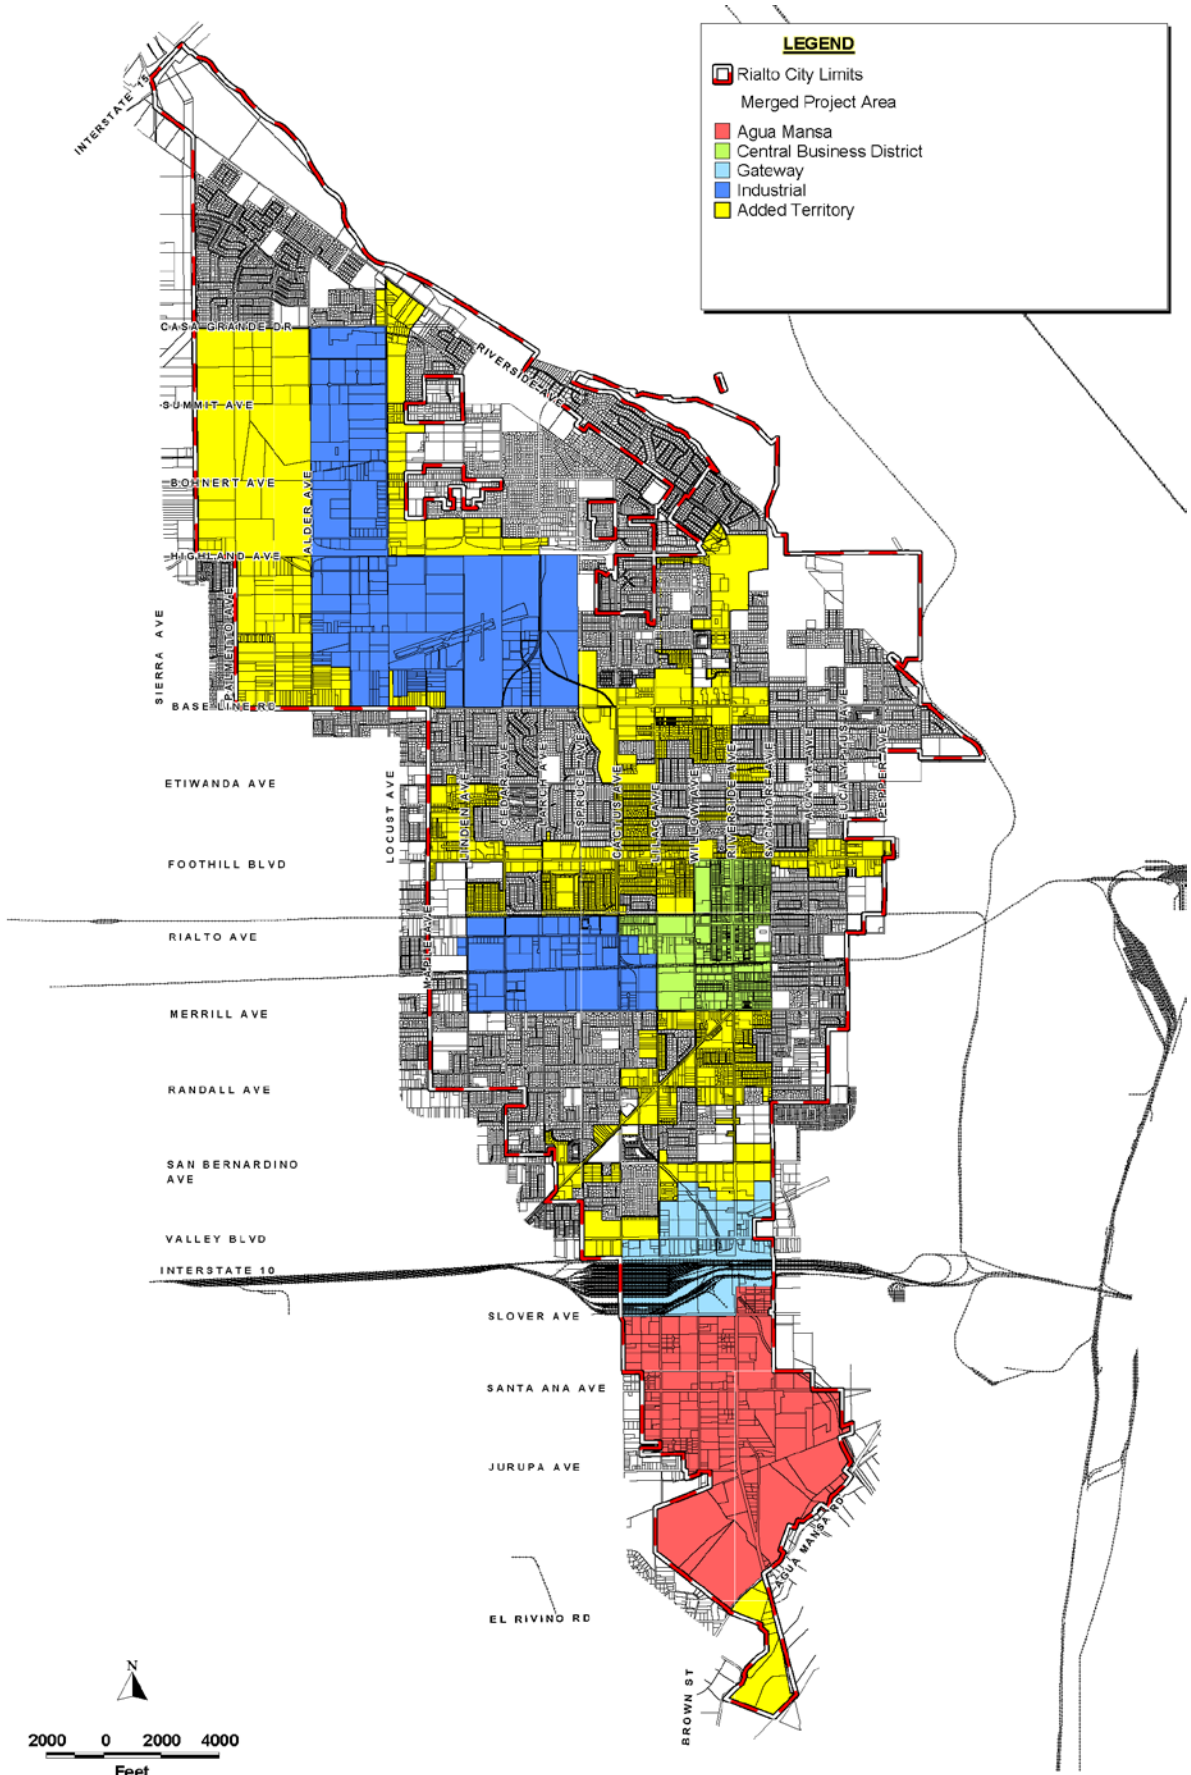 LEGEND
Rialto City Limits
Merged Project Area
Agua Mansa
Central Business District
Gateway
Industrial
Added Territory
INTERSTATE 15
CASA GRANDE DR
RIVERSIDE AVE
SUMMIT AVE
BOHNERT AVE
ALDER AVE
HIGHLAND AVE
SIERRA AVE
PALMETTO AVE
BASE LINE RD
ETIWANDA AVE
LOCUST AVE
LINDEN AVE
CEDAR AVE
LARCH AVE
SPRUCE AVE
CACTUS AVE
LILAC AVE
WILLOW AVE
RIVERSIDE AVE
SYCAMORE AVE
ACACIA AVE
EUCALYPTUS AVE
PEPPER AVE
FOOTHILL BLVD
MAPLE AVE
RIALTO AVE
MERRILL AVE
RANDALL AVE
SAN BERNARDINO
AVE
VALLEY BLVD
INTERSTATE 10
SLOVER AVE
SANTA ANA AVE
JURUPA AVE
AGUA MANSA RD
EL RIVINO RD
BROWN ST
N
2000 0 2000 4000
Feet